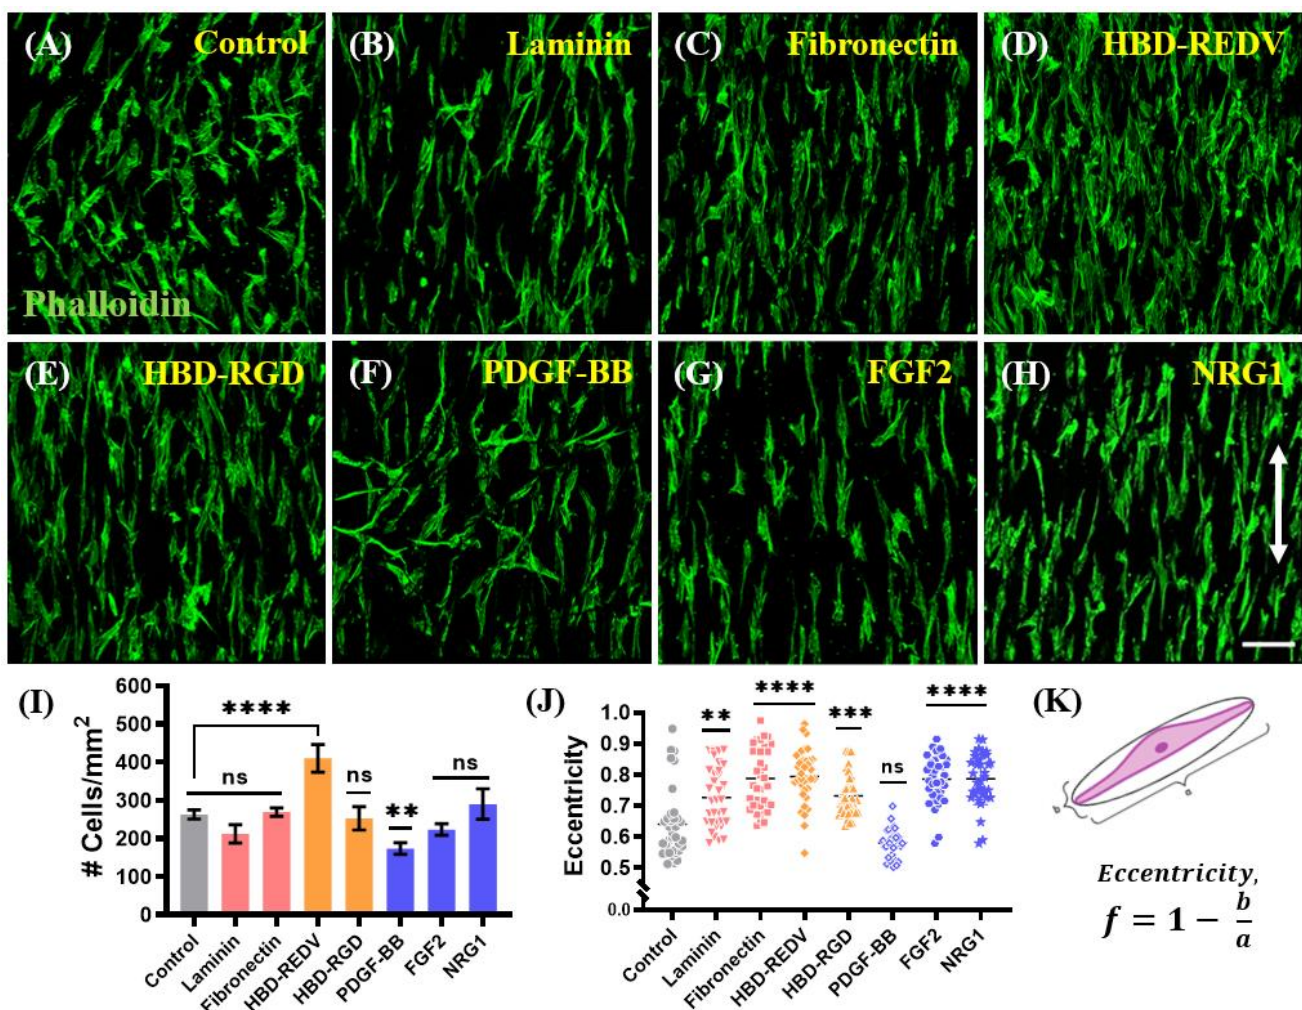 (A) Control
(B) Laminin
(C) Fibronectin
(D) HBD-REDV
Phalloidin
(E) HBD-RGD
(F) PDGF-BB
(G) FGF2
(H) NRG1
(I)
# Cells/mm²
600
500
400
300
200
100
0
****
ns
ns
**
ns
Control
Laminin
Fibronectin
HBD-REDV
HBD-RGD
PDGF-BB
FGF2
NRG1
(J)
Eccentricity
1.0
0.9
0.8
0.7
0.6
0.5
0.0
**
****
***
ns
****
Control
Laminin
Fibronectin
HBD-REDV
HBD-RGD
PDGF-BB
FGF2
NRG1
(K)
Eccentricity,
f = 1 − b/a